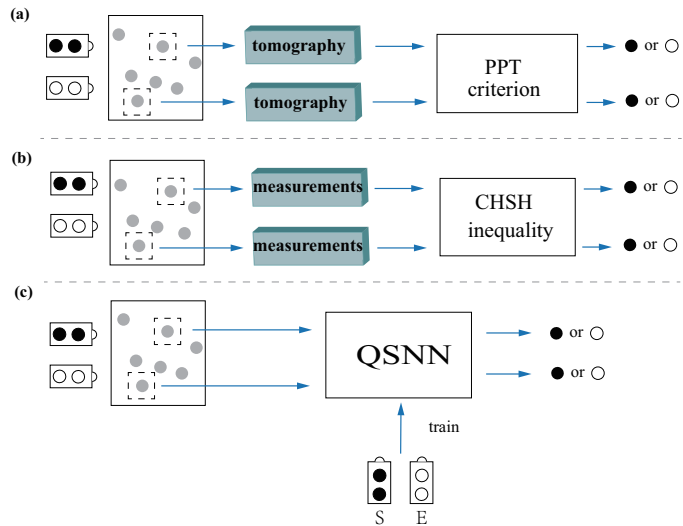 (a)
tomography
or
tomography
PPT
criterion
or
(b)
measurements
or
measurements
CHSH
inequality
or
(c)
QSNN
or
or
train
S E